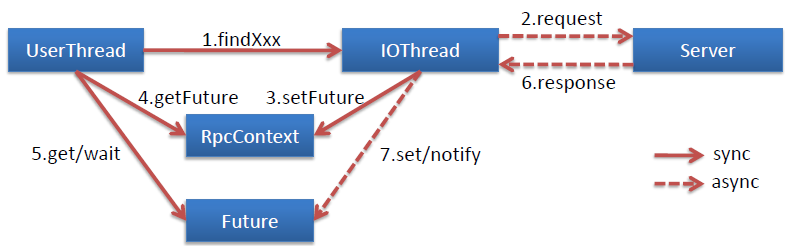 2.request
1.findXxx
UserThread
IOThread
Server
6.response
4.getFuture
3.setFuture
RpcContext
5.get/wait
7.set/notify
sync
async
Future